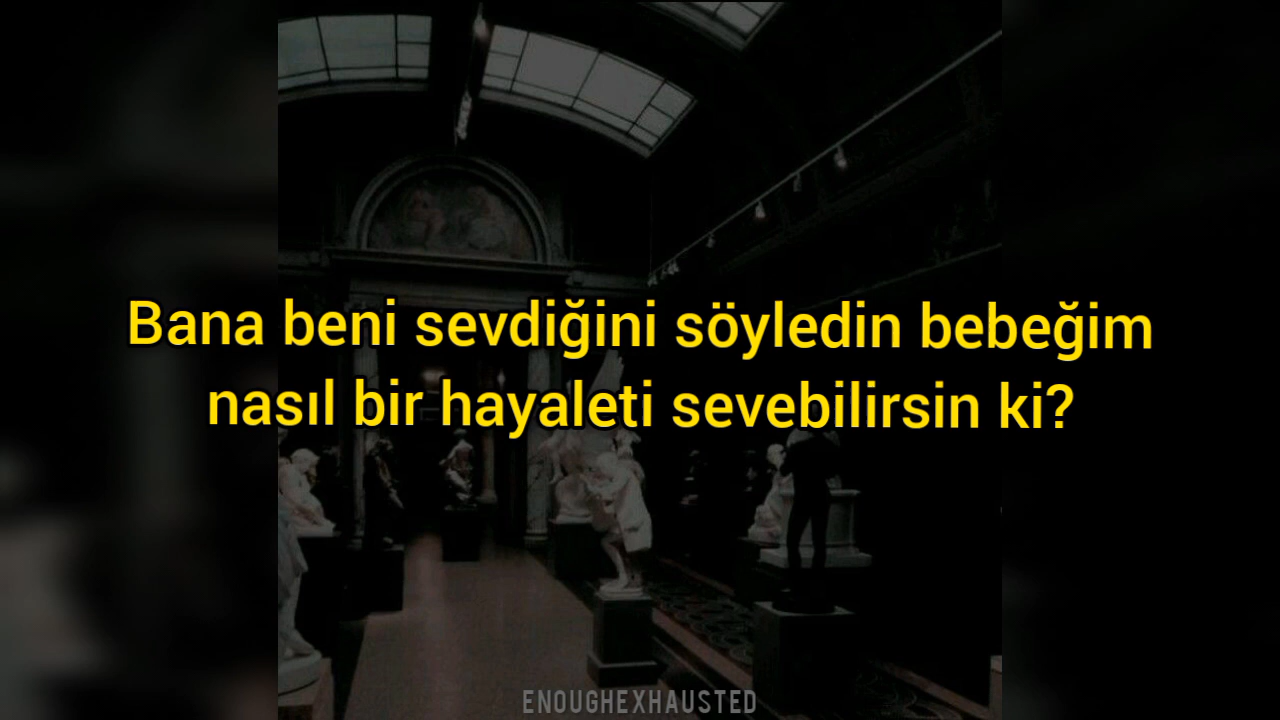 Bana beni sevdiğini söyledin bebeğim
nasıl bir hayaleti sevebilirsin ki?
ENOUGHEXHAUSTED